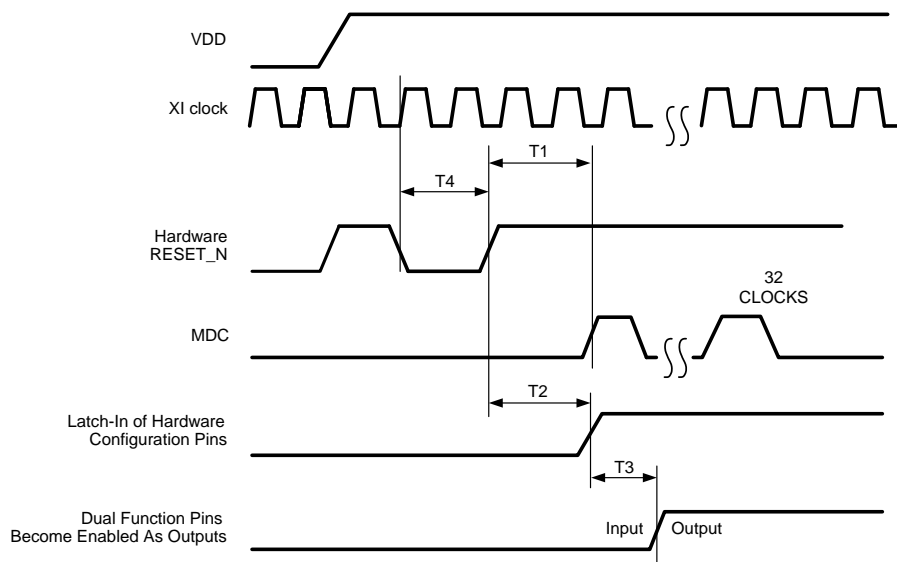 VDD
XI clock
T1
T4
Hardware
RESET_N
32
CLOCKS
MDC
T2
Latch-In of Hardware
Configuration Pins
T3
Dual Function Pins
Become Enabled As Outputs
Input
Output